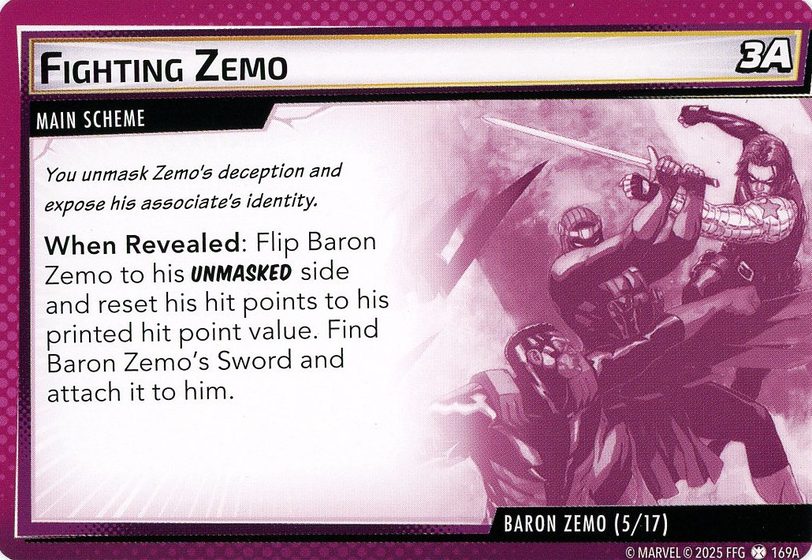 FIGHTING ZEMO
3A
MAIN SCHEME
You unmask Zemo's deception and
expose his associate's identity.
When Revealed: Flip Baron
Zemo to his UNMASKED side
and reset his hit points to his
printed hit point value. Find
Baron Zemo's Sword and
attach it to him.
BARON ZEMO (5/17)
© MARVEL © 2025 FFG 169A